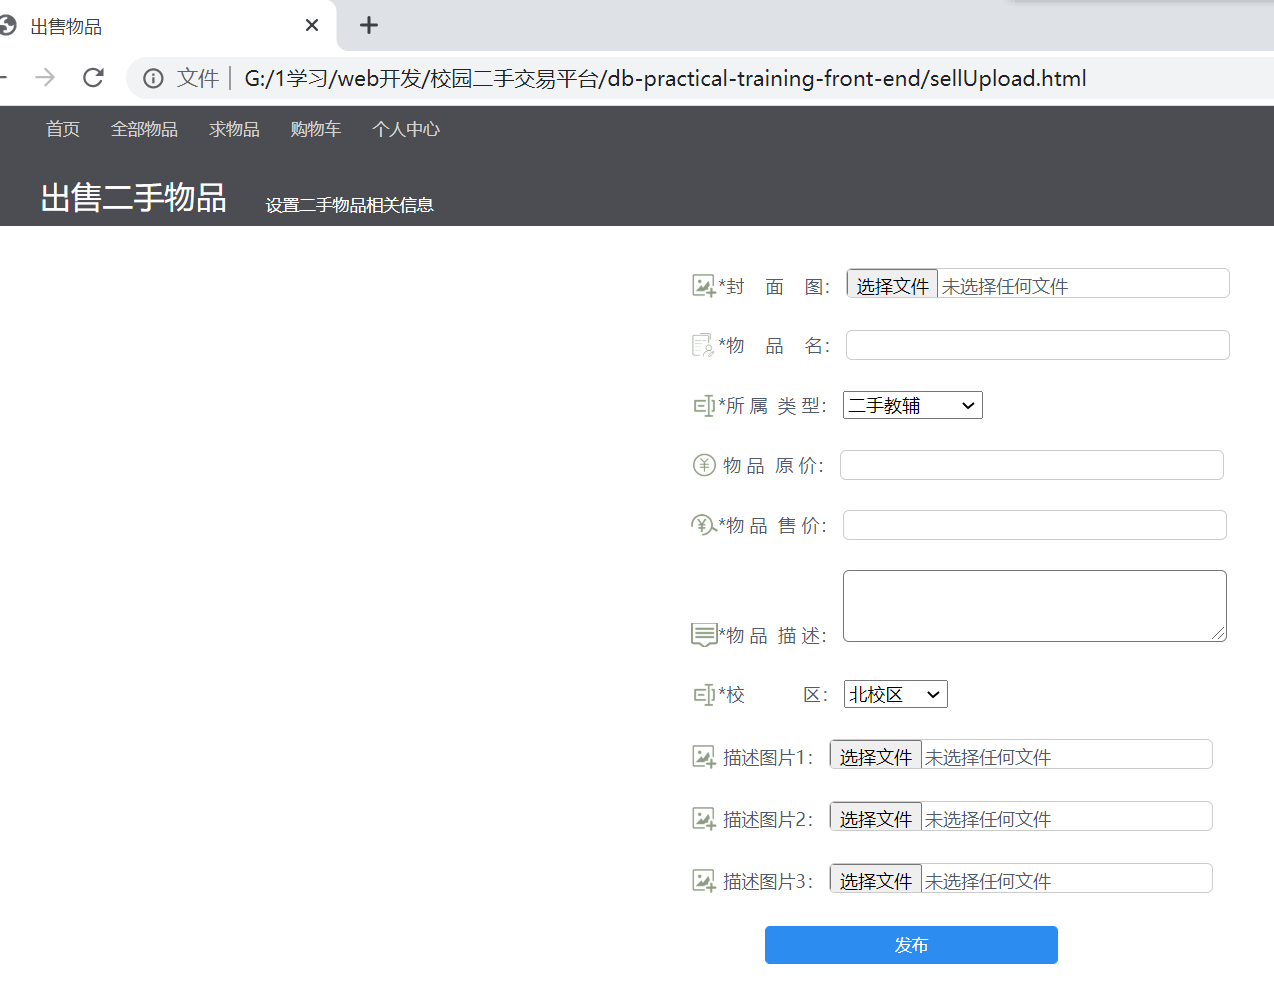 出售物品
文件 G:/1学习/web开发/校园二手交易平台/db-practical-training-front-end/sellUpload.html
首页 全部物品 求物品 购物车 个人中心
出售二手物品 设置二手物品相关信息
*封 面 图： 选择文件 未选择任何文件
*物 品 名：
*所 属 类 型： 二手教辅
物 品 原 价：
*物 品 售 价：
*物 品 描 述：
*校 区： 北校区
描述图片1： 选择文件 未选择任何文件
描述图片2： 选择文件 未选择任何文件
描述图片3： 选择文件 未选择任何文件
发布